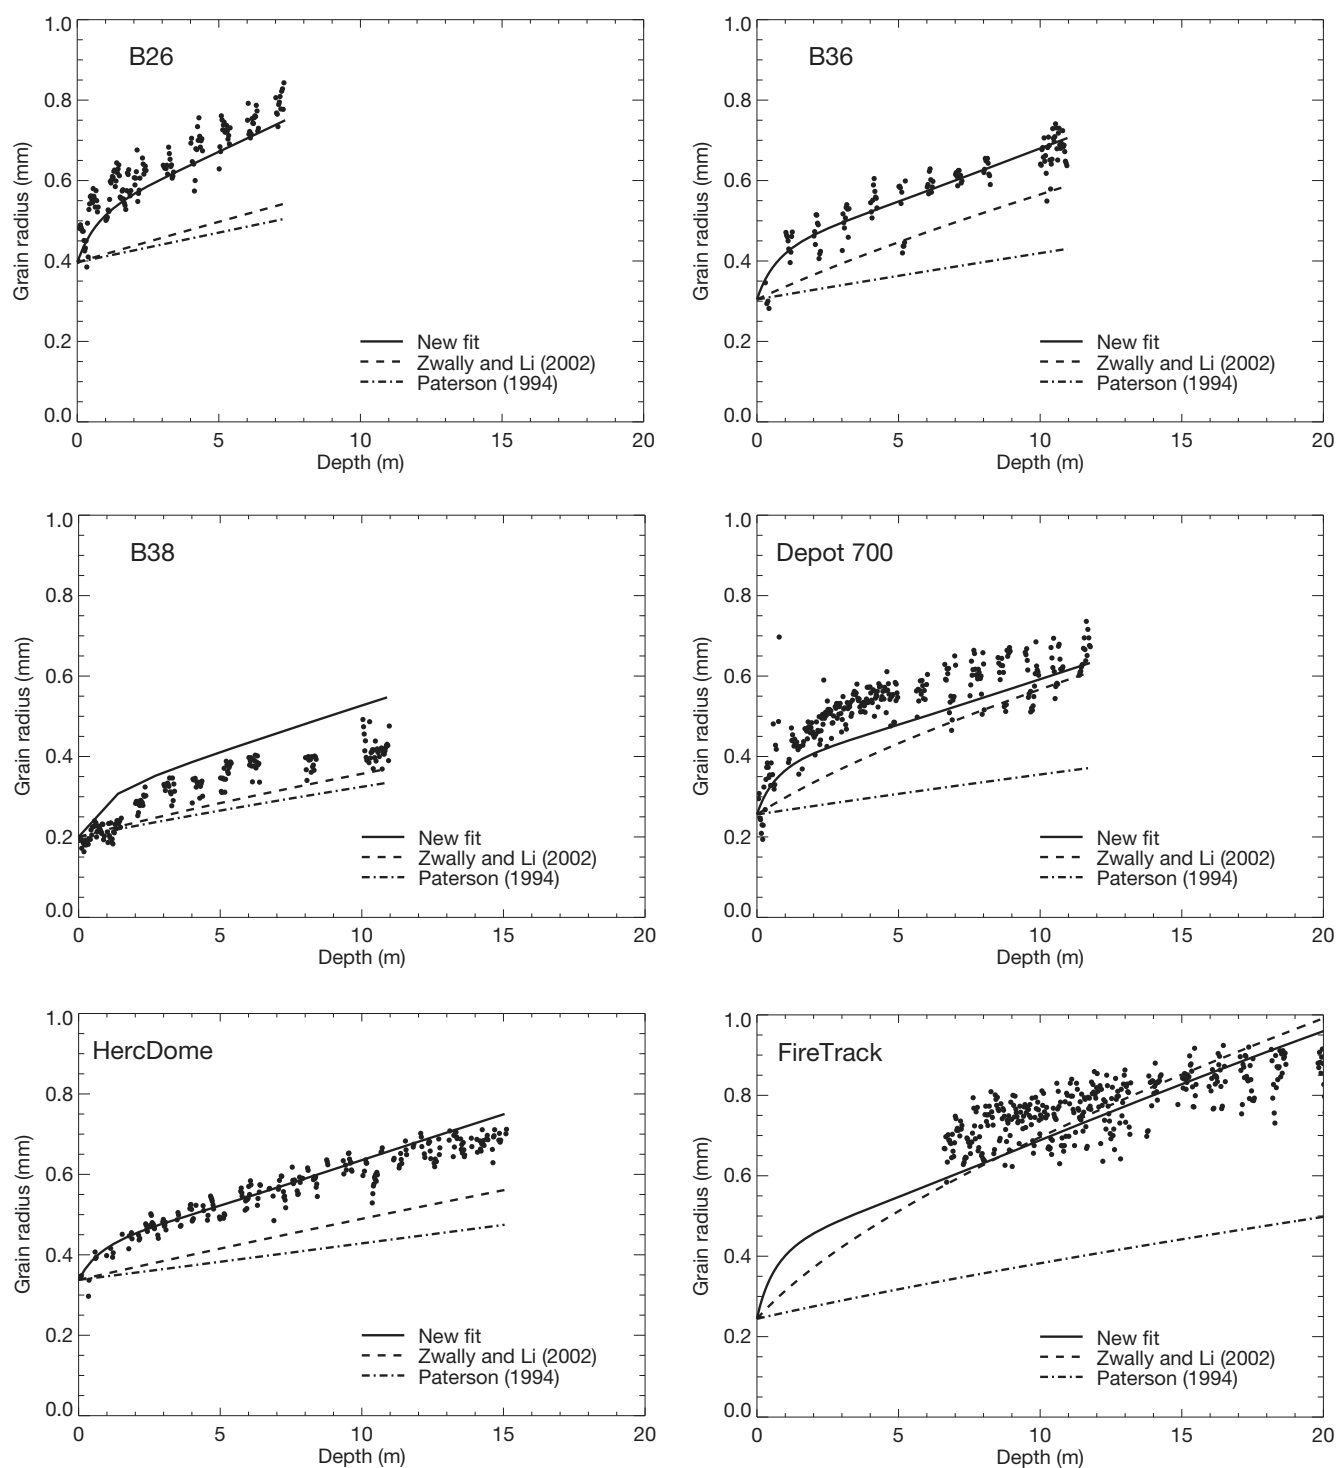 B26
1.0
0.8
0.6
0.4
0.2
0.0
Grain radius (mm)
New fit
Zwally and Li (2002)
Paterson (1994)
0 5 10 15 20
Depth (m)
B36
1.0
0.8
0.6
0.4
0.2
0.0
Grain radius (mm)
New fit
Zwally and Li (2002)
Paterson (1994)
0 5 10 15 20
Depth (m)
B38
1.0
0.8
0.6
0.4
0.2
0.0
Grain radius (mm)
New fit
Zwally and Li (2002)
Paterson (1994)
0 5 10 15 20
Depth (m)
Depot 700
1.0
0.8
0.6
0.4
0.2
0.0
Grain radius (mm)
New fit
Zwally and Li (2002)
Paterson (1994)
0 5 10 15 20
Depth (m)
HercDome
1.0
0.8
0.6
0.4
0.2
0.0
Grain radius (mm)
New fit
Zwally and Li (2002)
Paterson (1994)
0 5 10 15 20
Depth (m)
FireTrack
1.0
0.8
0.6
0.4
0.2
0.0
Grain radius (mm)
New fit
Zwally and Li (2002)
Paterson (1994)
0 5 10 15 20
Depth (m)